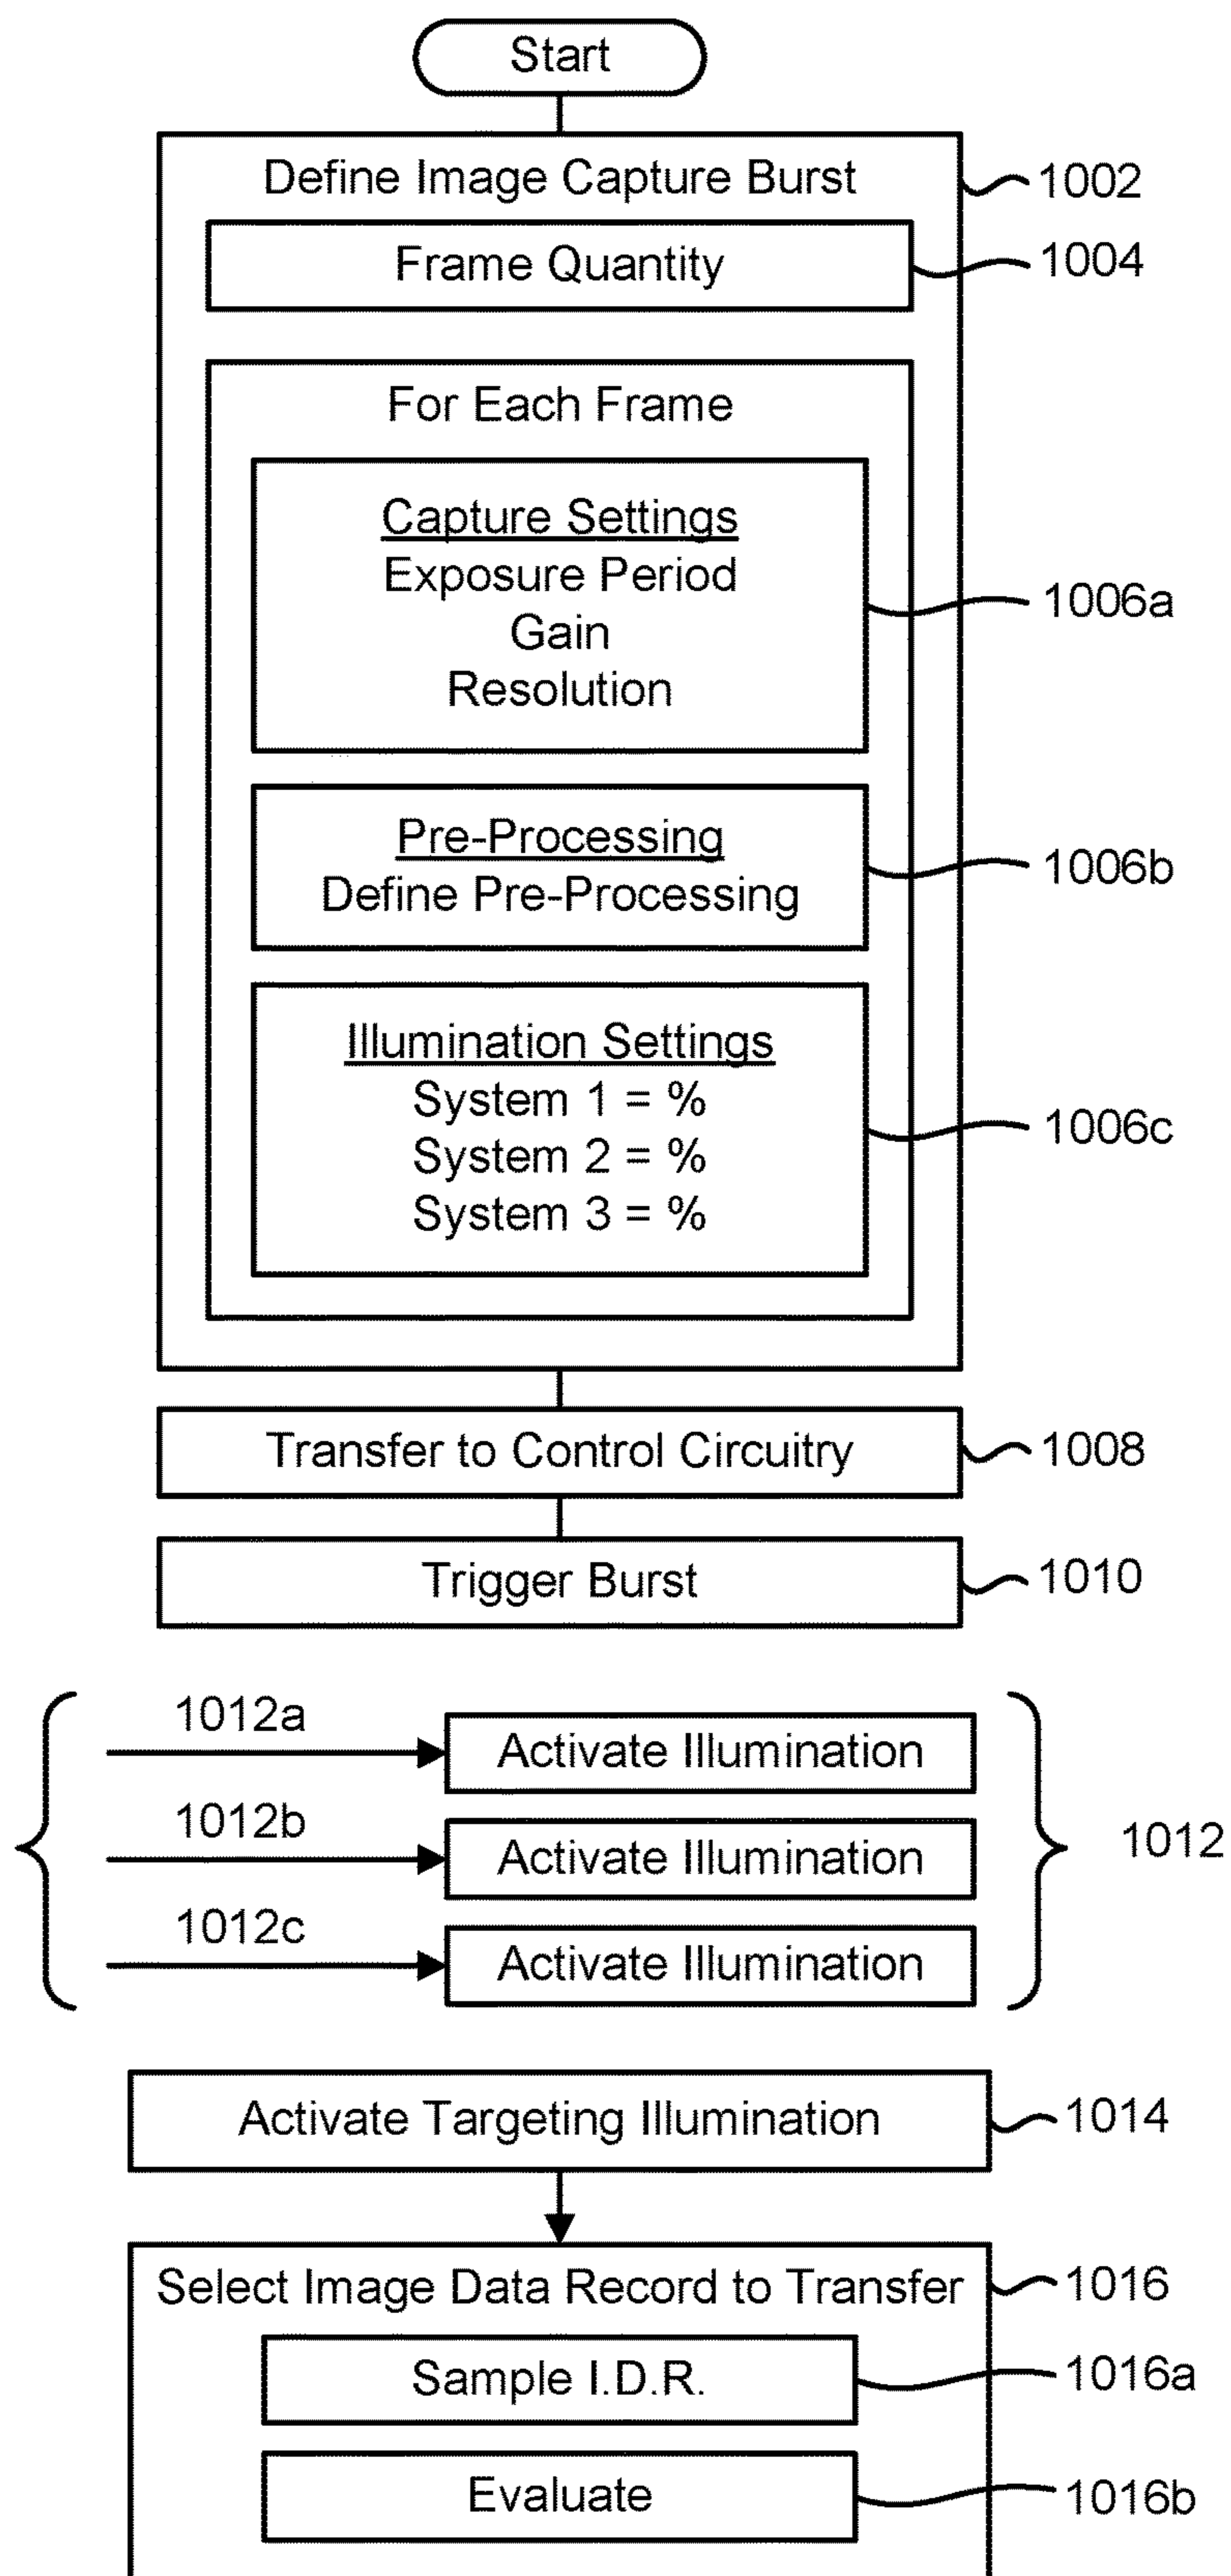 Start
Define Image Capture Burst
1002
Frame Quantity
1004
For Each Frame
Capture Settings
Exposure Period
Gain
Resolution
1006a
Pre-Processing
Define Pre-Processing
1006b
Illumination Settings
System 1 = %
System 2 = %
System 3 = %
1006c
Transfer to Control Circuitry
1008
Trigger Burst
1010
1012a
Activate Illumination
1012b
Activate Illumination
1012
1012c
Activate Illumination
Activate Targeting Illumination
1014
Select Image Data Record to Transfer
1016
Sample I.D.R.
1016a
Evaluate
1016b